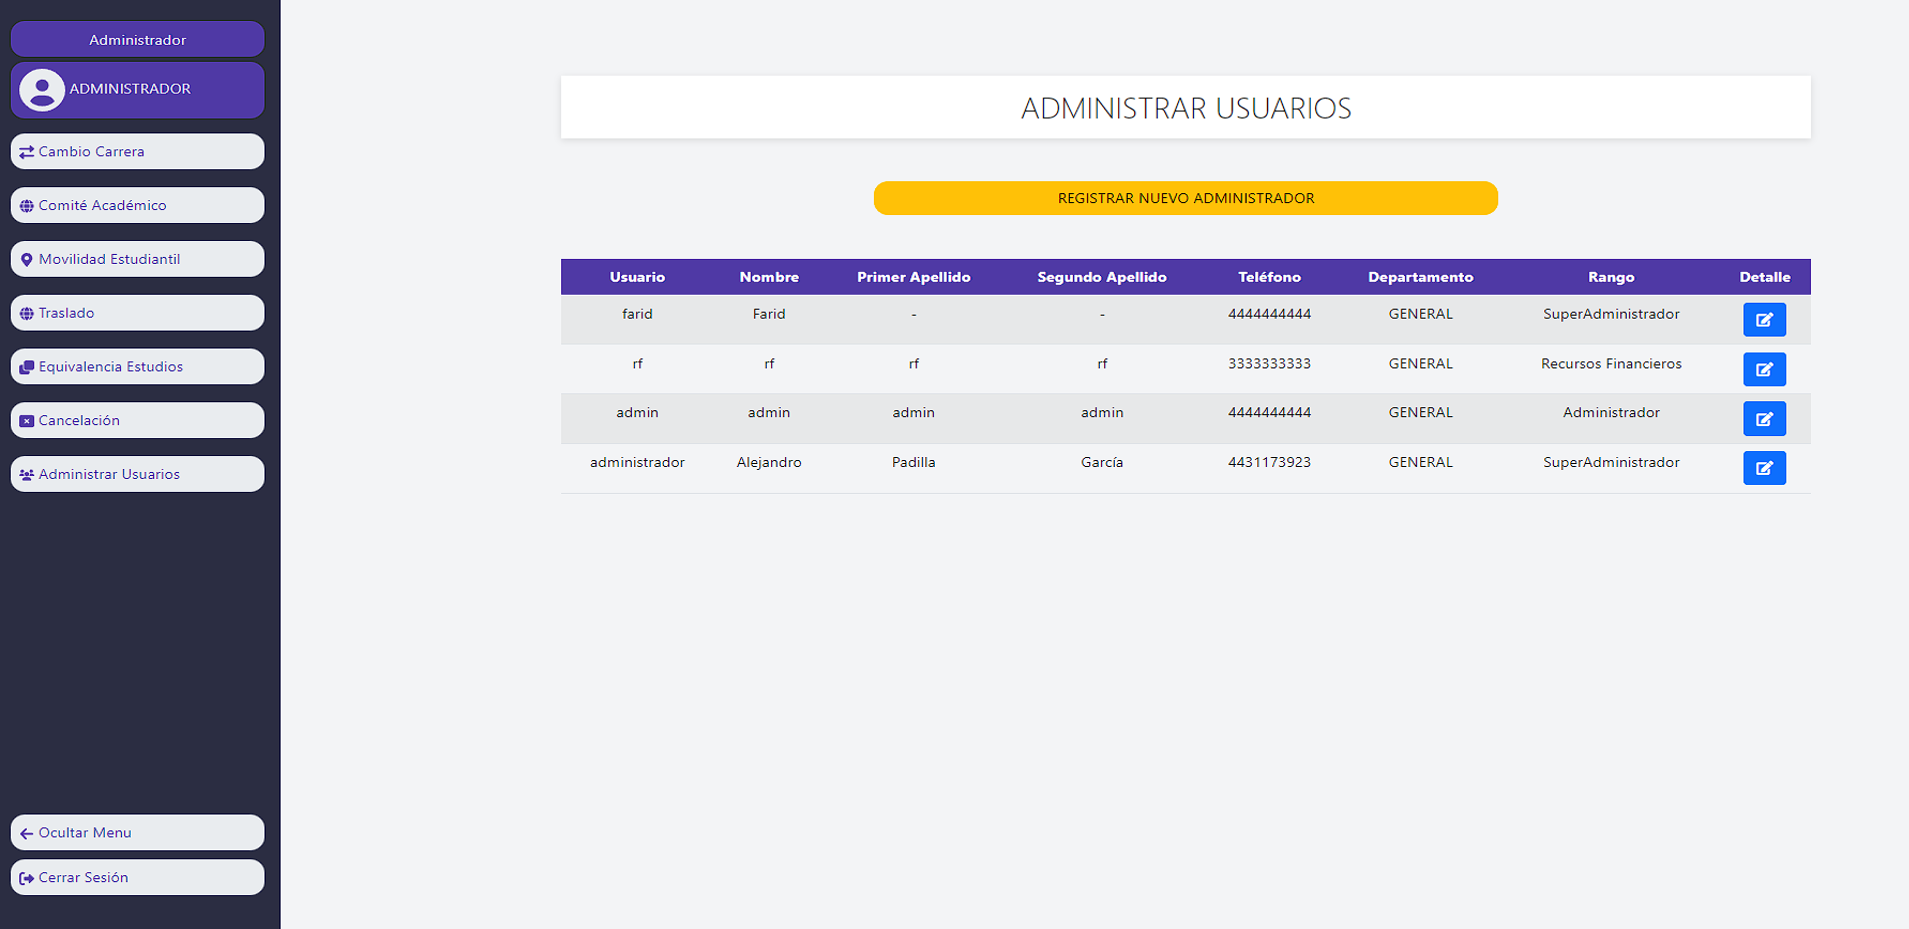 Administrador
ADMINISTRADOR
Cambio Carrera
Comité Académico
Movilidad Estudiantil
Traslado
Equivalencia Estudios
Cancelación
Administrar Usuarios
Ocultar Menu
Cerrar Sesión
ADMINISTRAR USUARIOS
REGISTRAR NUEVO ADMINISTRADOR
Usuario Nombre Primer Apellido Segundo Apellido Teléfono Departamento Rango Detalle
farid Farid - - 4444444444 GENERAL SuperAdministrador
rf rf rf rf 3333333333 GENERAL Recursos Financieros
admin admin admin admin 4444444444 GENERAL Administrador
administrador Alejandro Padilla García 4431173923 GENERAL SuperAdministrador